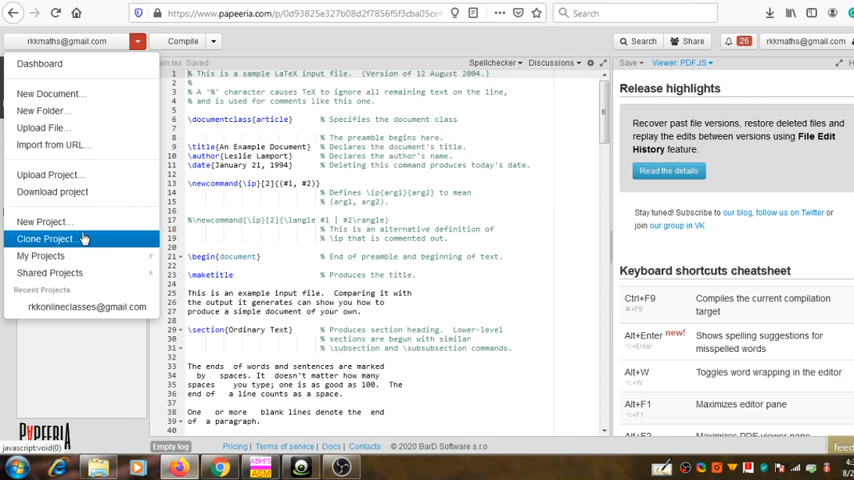 https://www.papeeria.com/p/0d93825e327b08d2f7856f5f3cba05ce
Search
rkkmaths@gmail.com
Compile
Search
Share
26
rkkmaths@gmail.com
Dashboard
New Document...
New Folder...
Upload File...
Import from URL...
Upload Project...
Download project
New Project...
Clone Project...
My Projects
Shared Projects
Recent Projects
rkkonlineclasses@gmail.com
PAPEERIA
javascript:void(0)
ain.tex Saved
Spellchecker
Discussions
1 % This is a sample LaTeX input file. (Version of 12 August 2004.)
2 %
3 % A '%' character causes TeX to ignore all remaining text on the line,
4 % and is used for comments like this one.
5
6 \documentclass{article} % Specifies the document class
7
8 % The preamble begins here.
9 \title{An Example Document} % Declares the document's title.
10 \author{Leslie Lamport} % Declares the author's name.
11 \date{January 21, 1994} % Deleting this command produces today's date.
12
13 \newcommand{\ip}[2]{(#1, #2)}
14 % Defines \ip{arg1}{arg2} to mean
15 % (arg1, arg2).
16
17 %\newcommand{\ip}[2]{\langle #1 | #2\rangle}
18 % This is an alternative definition of
19 % \ip that is commented out.
20
21 \begin{document} % End of preamble and beginning of text.
22
23 \maketitle % Produces the title.
24
25 This is an example input file. Comparing it with
26 the output it generates can show you how to
27 produce a simple document of your own.
28
29 \section{Ordinary Text} % Produces section heading. Lower-level
30 % sections are begun with similar
31 % \subsection and \subsubsection commands.
32
33 The ends of words and sentences are marked
34 by spaces. It doesn't matter how many
35 spaces you type; one is as good as 100. The
36 end of a line counts as a space.
37
38 One or more blank lines denote the end
39 of a paragraph.
40
Empty log
Pricing | Terms of service | Docs | Contacts © 2020 BarD Software s.r.o
Save
Viewer: PDF.JS
Release highlights
Recover past file versions, restore deleted files and
replay the edits between versions using File Edit
History feature.
Read the details
Stay tuned! Subscribe to our blog, follow us on Twitter or
join our group in VK
Keyboard shortcuts cheatsheet
Ctrl+F9 Compiles the current compilation
⌘+F9 target
Alt+Enter new! Shows spelling suggestions for
⌥+Enter misspelled words
Alt+W Toggles word wrapping in the editor
⌥+W
Alt+F1 Maximizes editor pane
⌥+F1
feed
ABHI'S
ASM
8/2